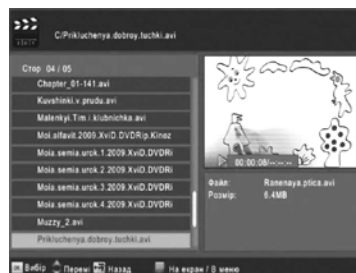 C/Prikluchenya.dobroy.tuchki.avi
Стор 04 / 05
Chapter_01-141.avi
Kuvshinki.v.prudu.avi
Malenkyi.Tim.i.klubnichka.avi
Moi.alfavit.2009.XviD.DVDRip.Kinoz
Moia.semia.urok.1.2009.XviD.DVDRi
Moia.semia.urok.2.2009.XviD.DVDRi
Moia.semia.urok.3.2009.XviD.DVDRi
Moia.semia.urok.4.2009.XviD.DVDRi
Muzzy_2.avi
Prikluchenya.dobroy.tuchki.avi
00:00:08/--:--:--
Файл: Ranenaya.ptica.avi
Розмір: 6.4MB
Вибір Перемі Назад На екран / В меню